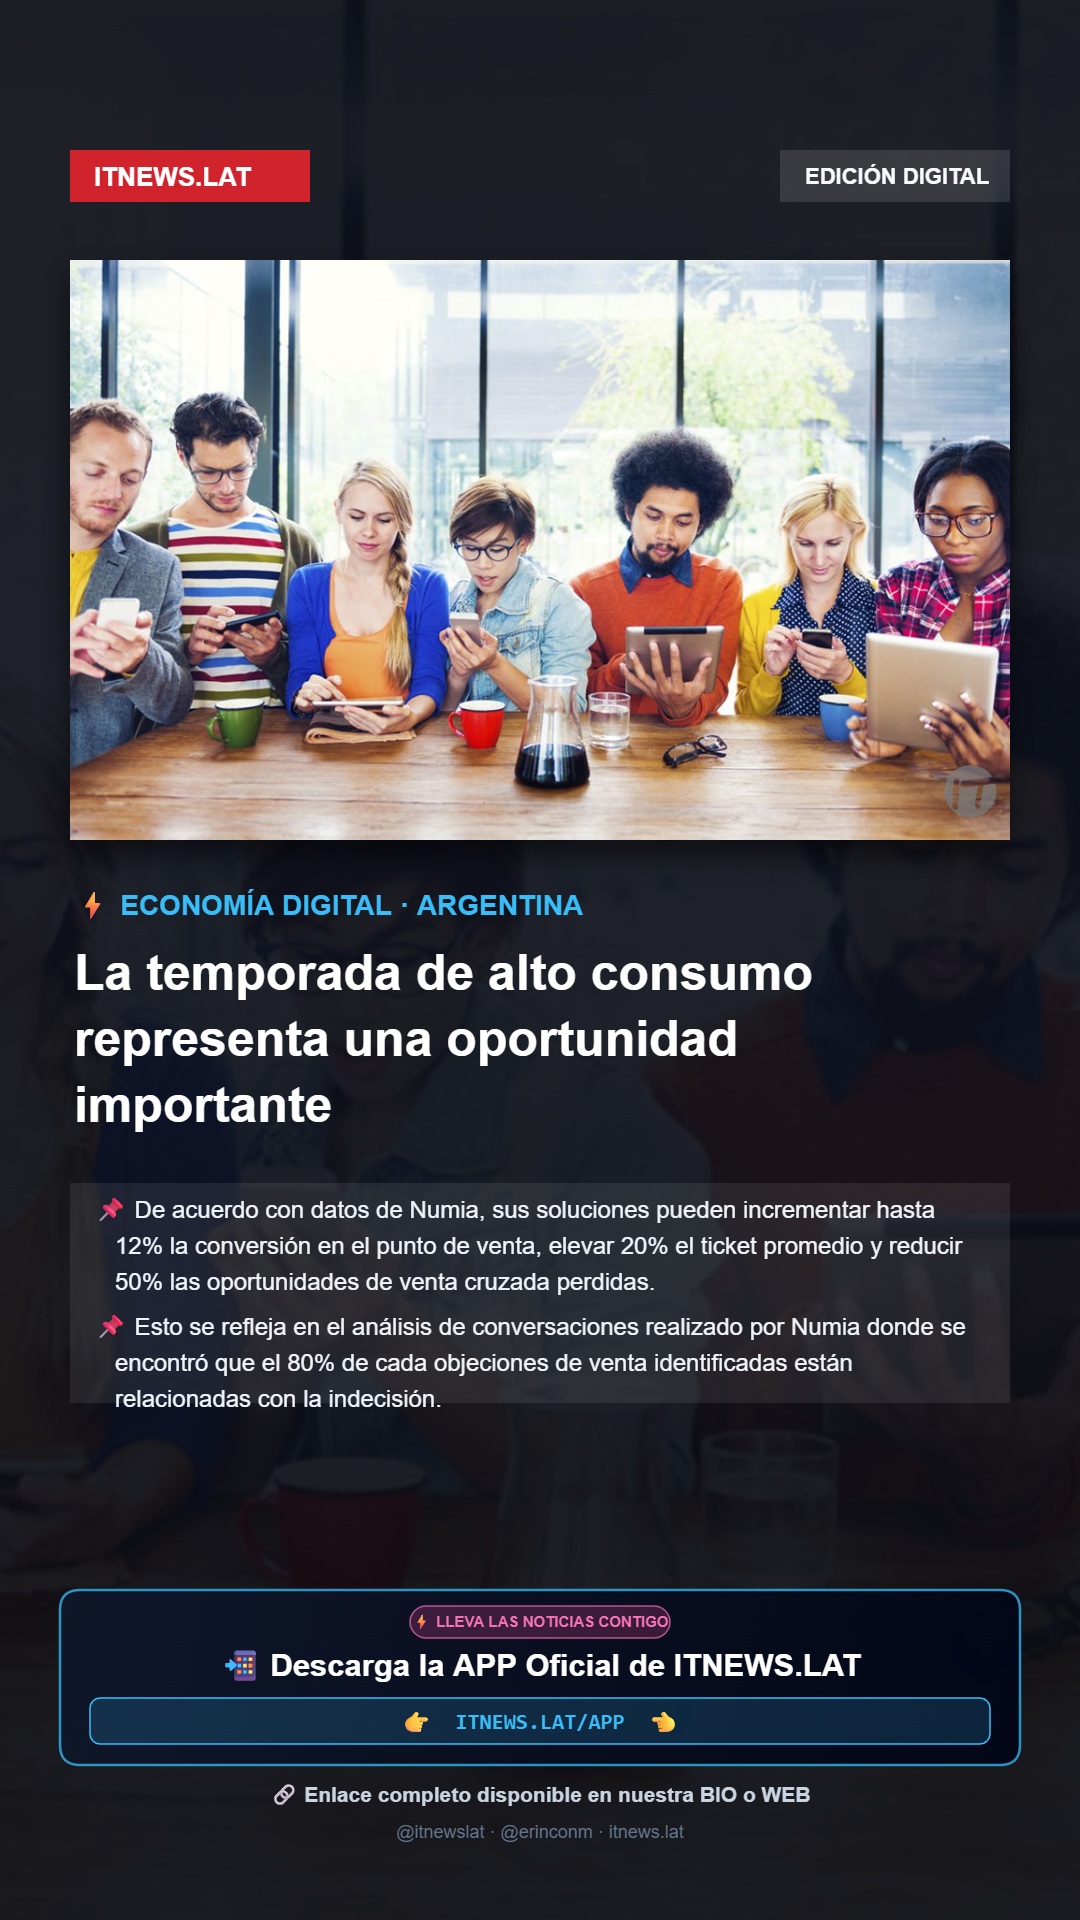 ITNEWS.LAT
EDICIÓN DIGITAL
ECONOMÍA DIGITAL · ARGENTINA
La temporada de alto consumo
representa una oportunidad
importante
De acuerdo con datos de Numia, sus soluciones pueden incrementar hasta
12% la conversión en el punto de venta, elevar 20% el ticket promedio y reducir
50% las oportunidades de venta cruzada perdidas.
Esto se refleja en el análisis de conversaciones realizado por Numia donde se
encontró que el 80% de cada objeciones de venta identificadas están
relacionadas con la indecisión.
LLEVA LAS NOTICIAS CONTIGO
Descarga la APP Oficial de ITNEWS.LAT
ITNEWS.LAT/APP
Enlace completo disponible en nuestra BIO o WEB
@itnewslat · @erinconm · itnews.lat